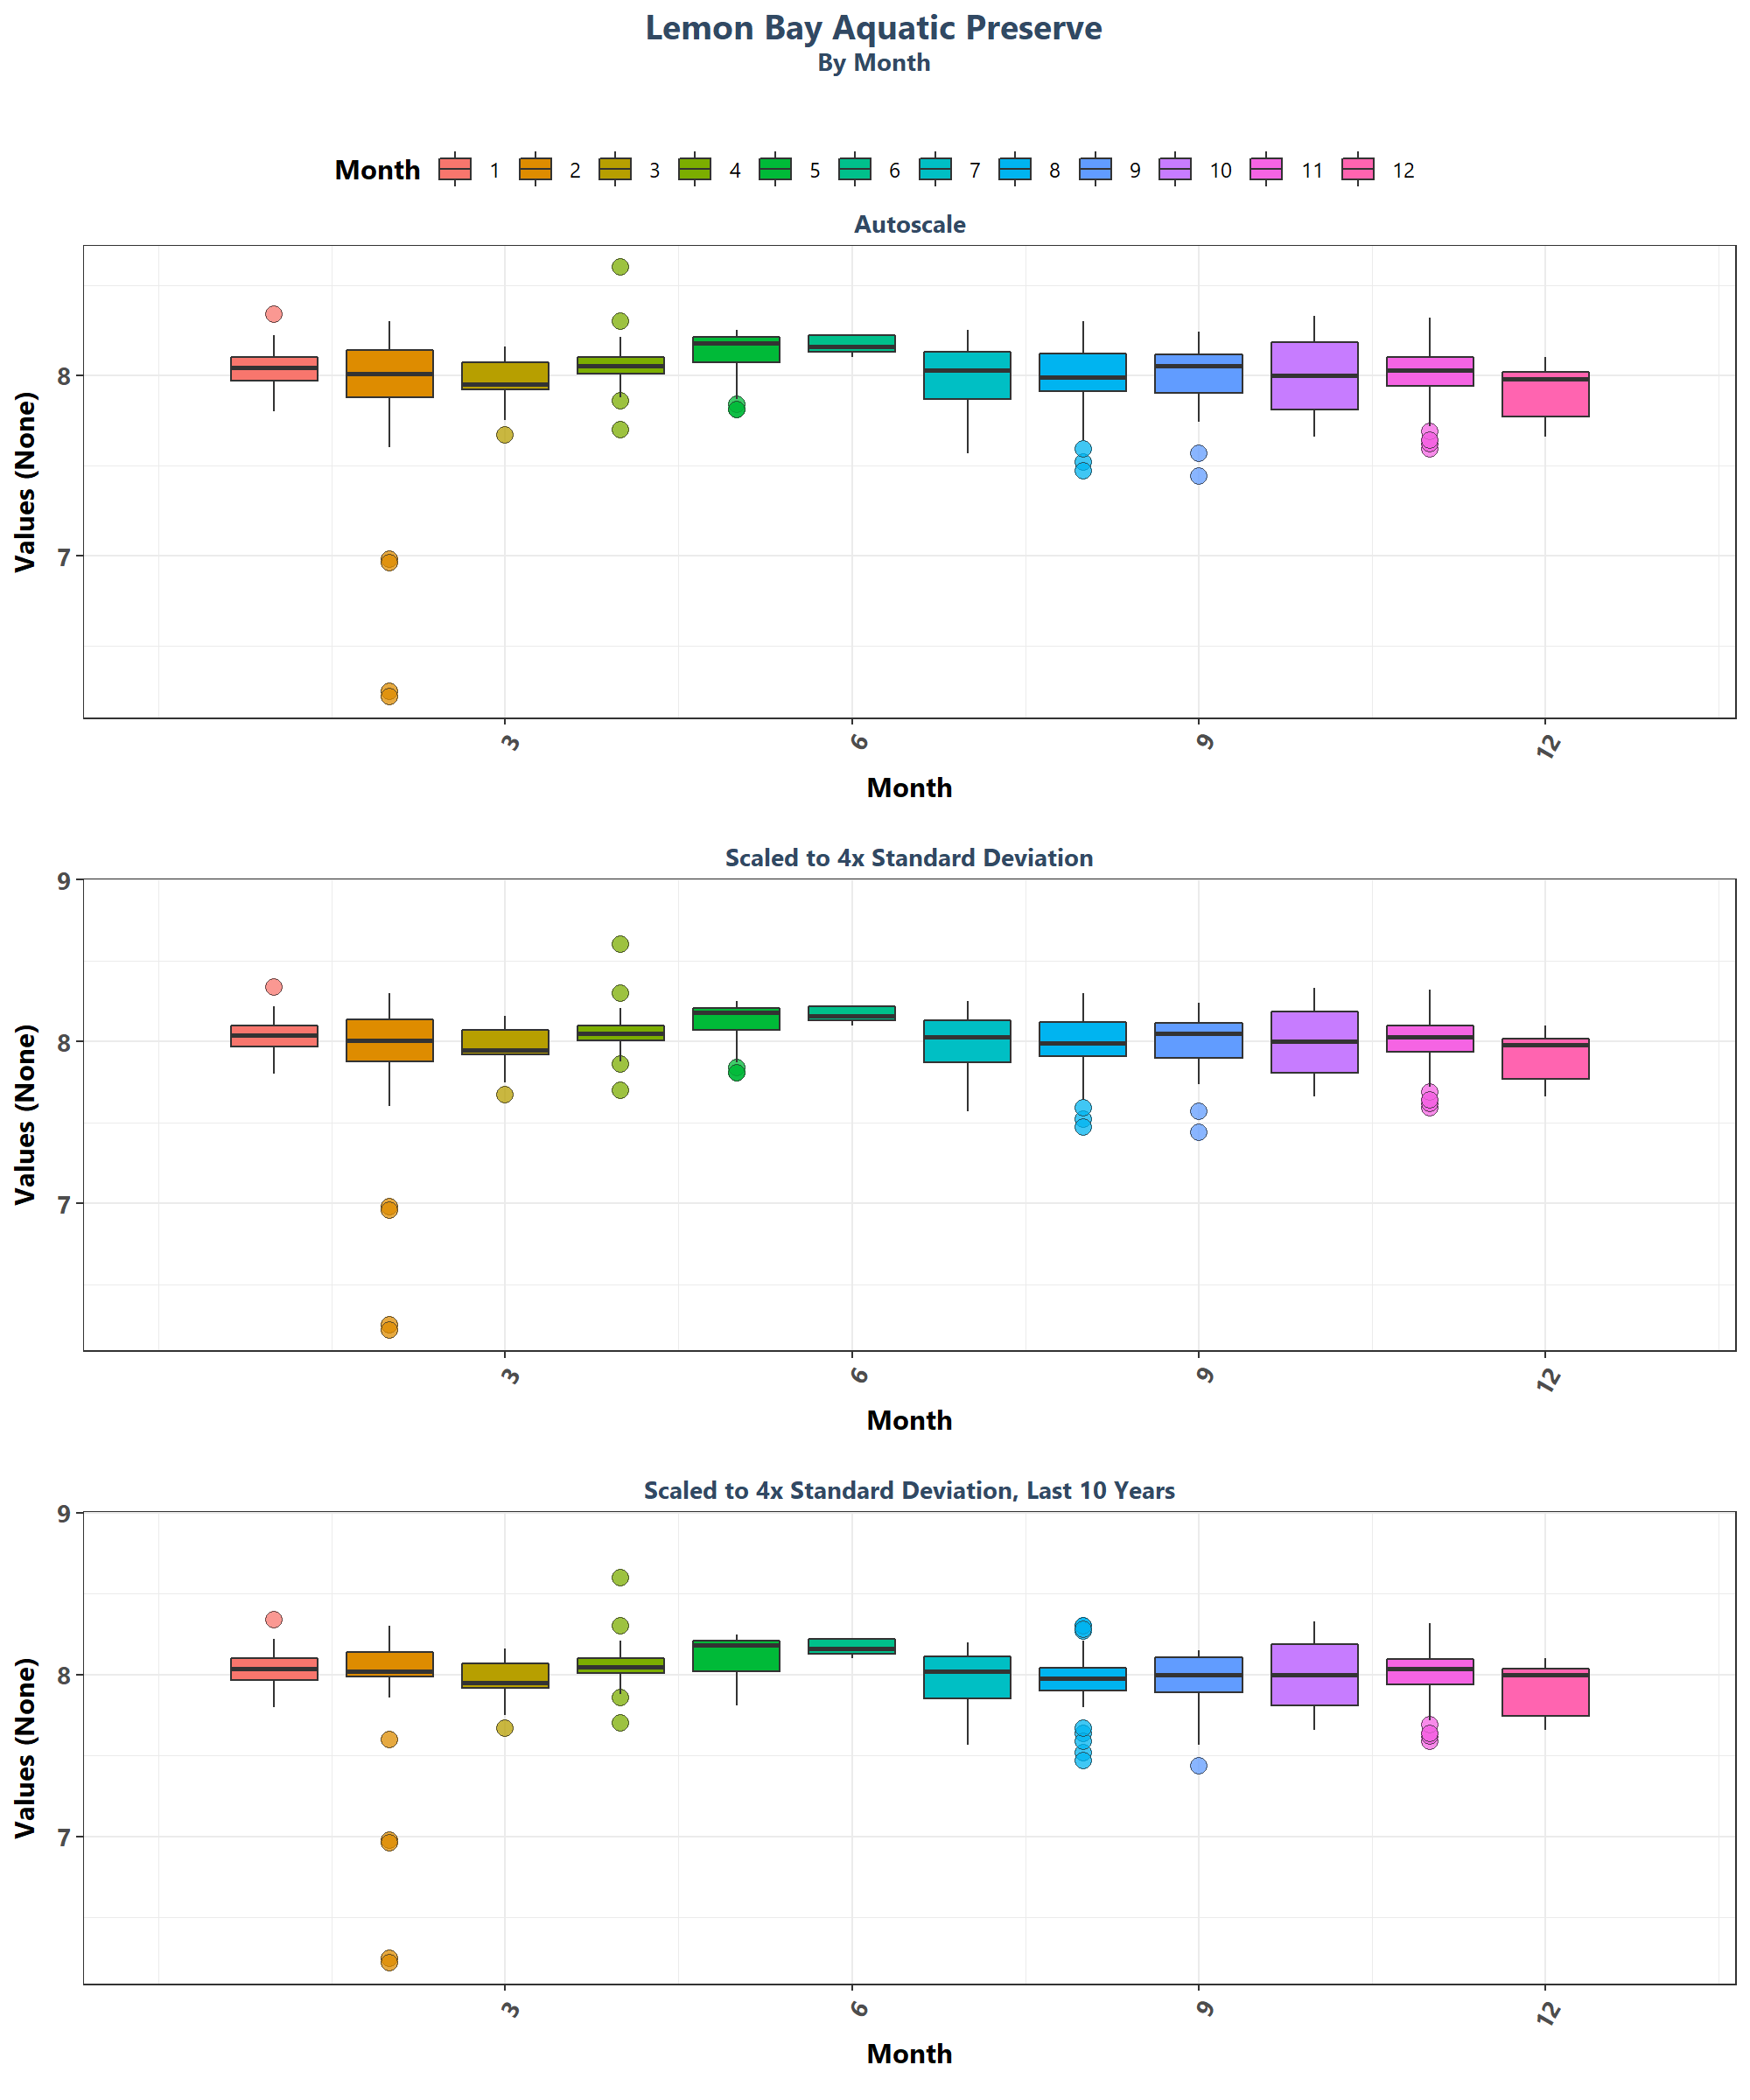 Lemon Bay Aquatic Preserve
By Month
Month 1 2 3 4 5 6 7 8 9 10 11 12
Autoscale
Values (None)
8
7
3 6 9 12
Month
Scaled to 4x Standard Deviation
Values (None)
9
8
7
3 6 9 12
Month
Scaled to 4x Standard Deviation, Last 10 Years
Values (None)
9
8
7
3 6 9 12
Month